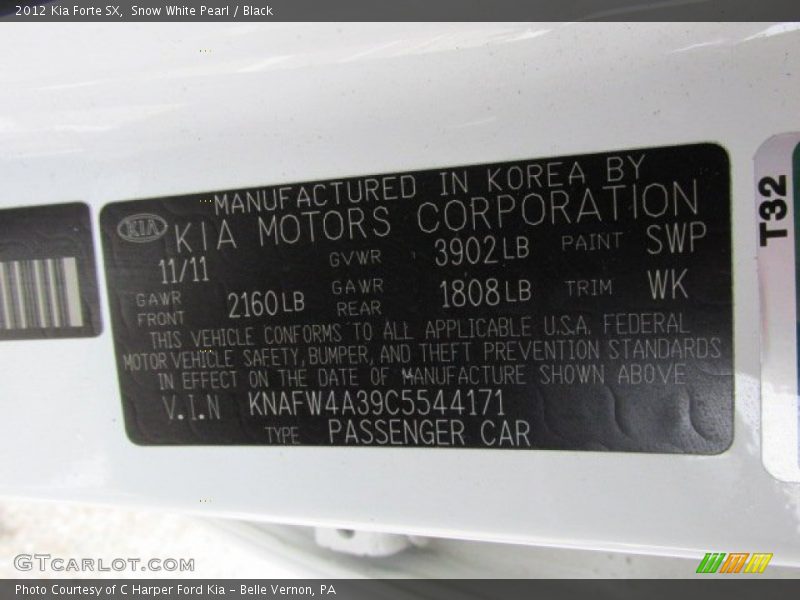 2012 Kia Forte SX, Snow White Pearl / Black
MANUFACTURED IN KOREA BY
KIA KIA MOTORS CORPORATION
11/11 GVWR 3902LB PAINT SWP
GAWR FRONT 2160LB GAWR REAR 1808LB TRIM WK
THIS VEHICLE CONFORMS TO ALL APPLICABLE U.S.A. FEDERAL
MOTOR VEHICLE SAFETY, BUMPER, AND THEFT PREVENTION STANDARDS
IN EFFECT ON THE DATE OF MANUFACTURE SHOWN ABOVE
V.I.N KNAFW4A39C5544171
TYPE PASSENGER CAR
T32
GTCARLOT.COM
Photo Courtesy of C Harper Ford Kia - Belle Vernon, PA